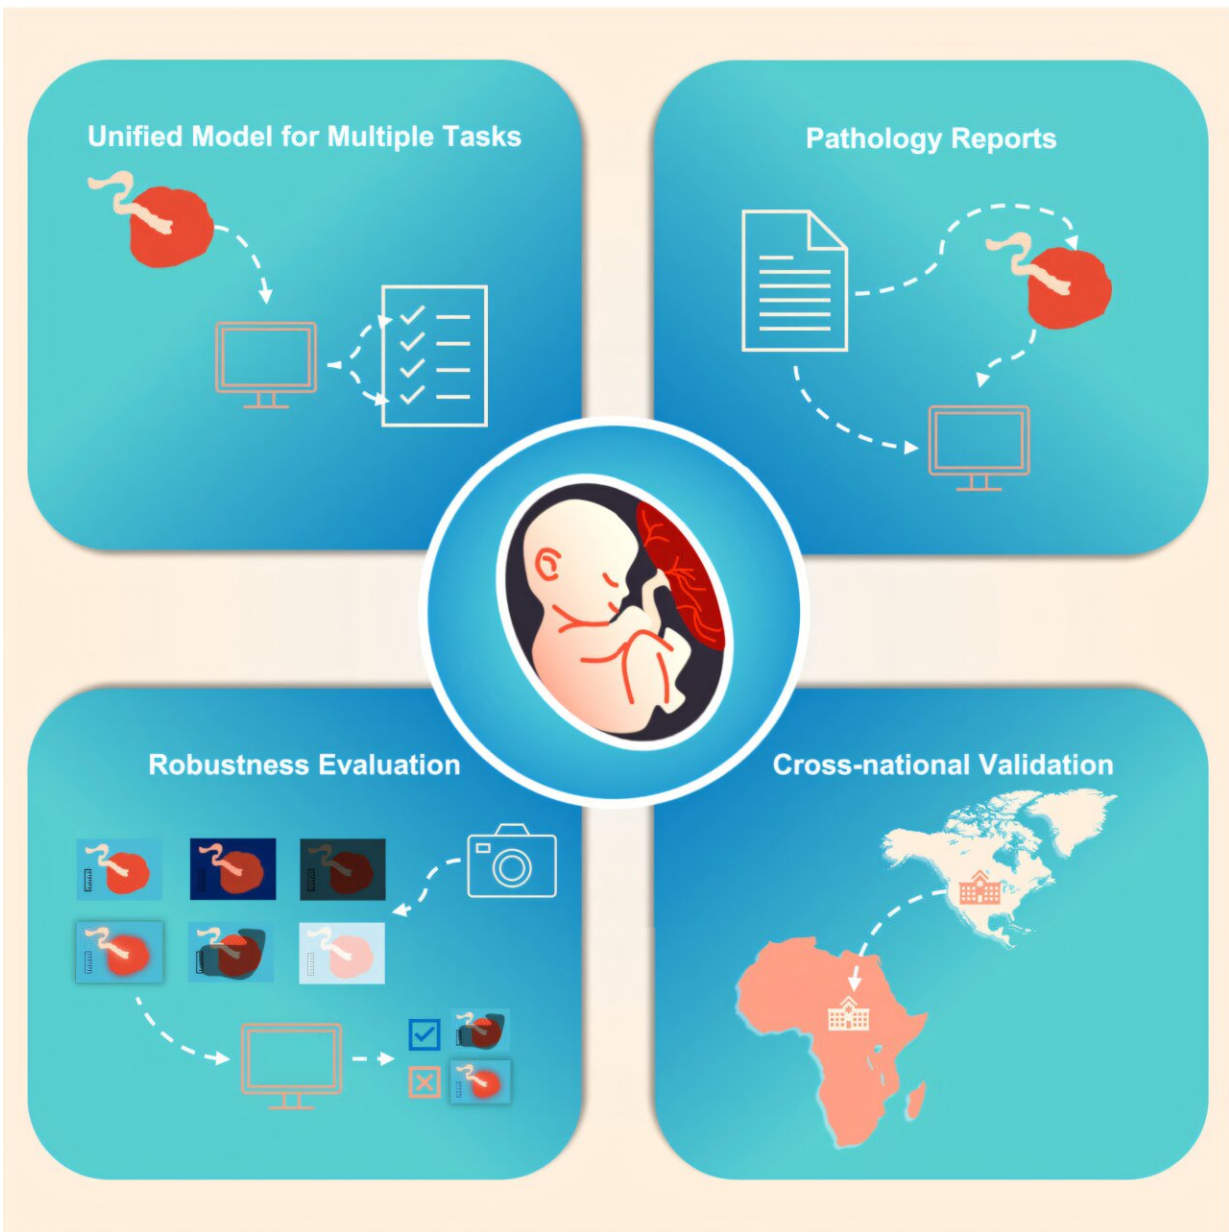 Unified Model for Multiple Tasks
Pathology Reports
Robustness Evaluation
Cross-national Validation